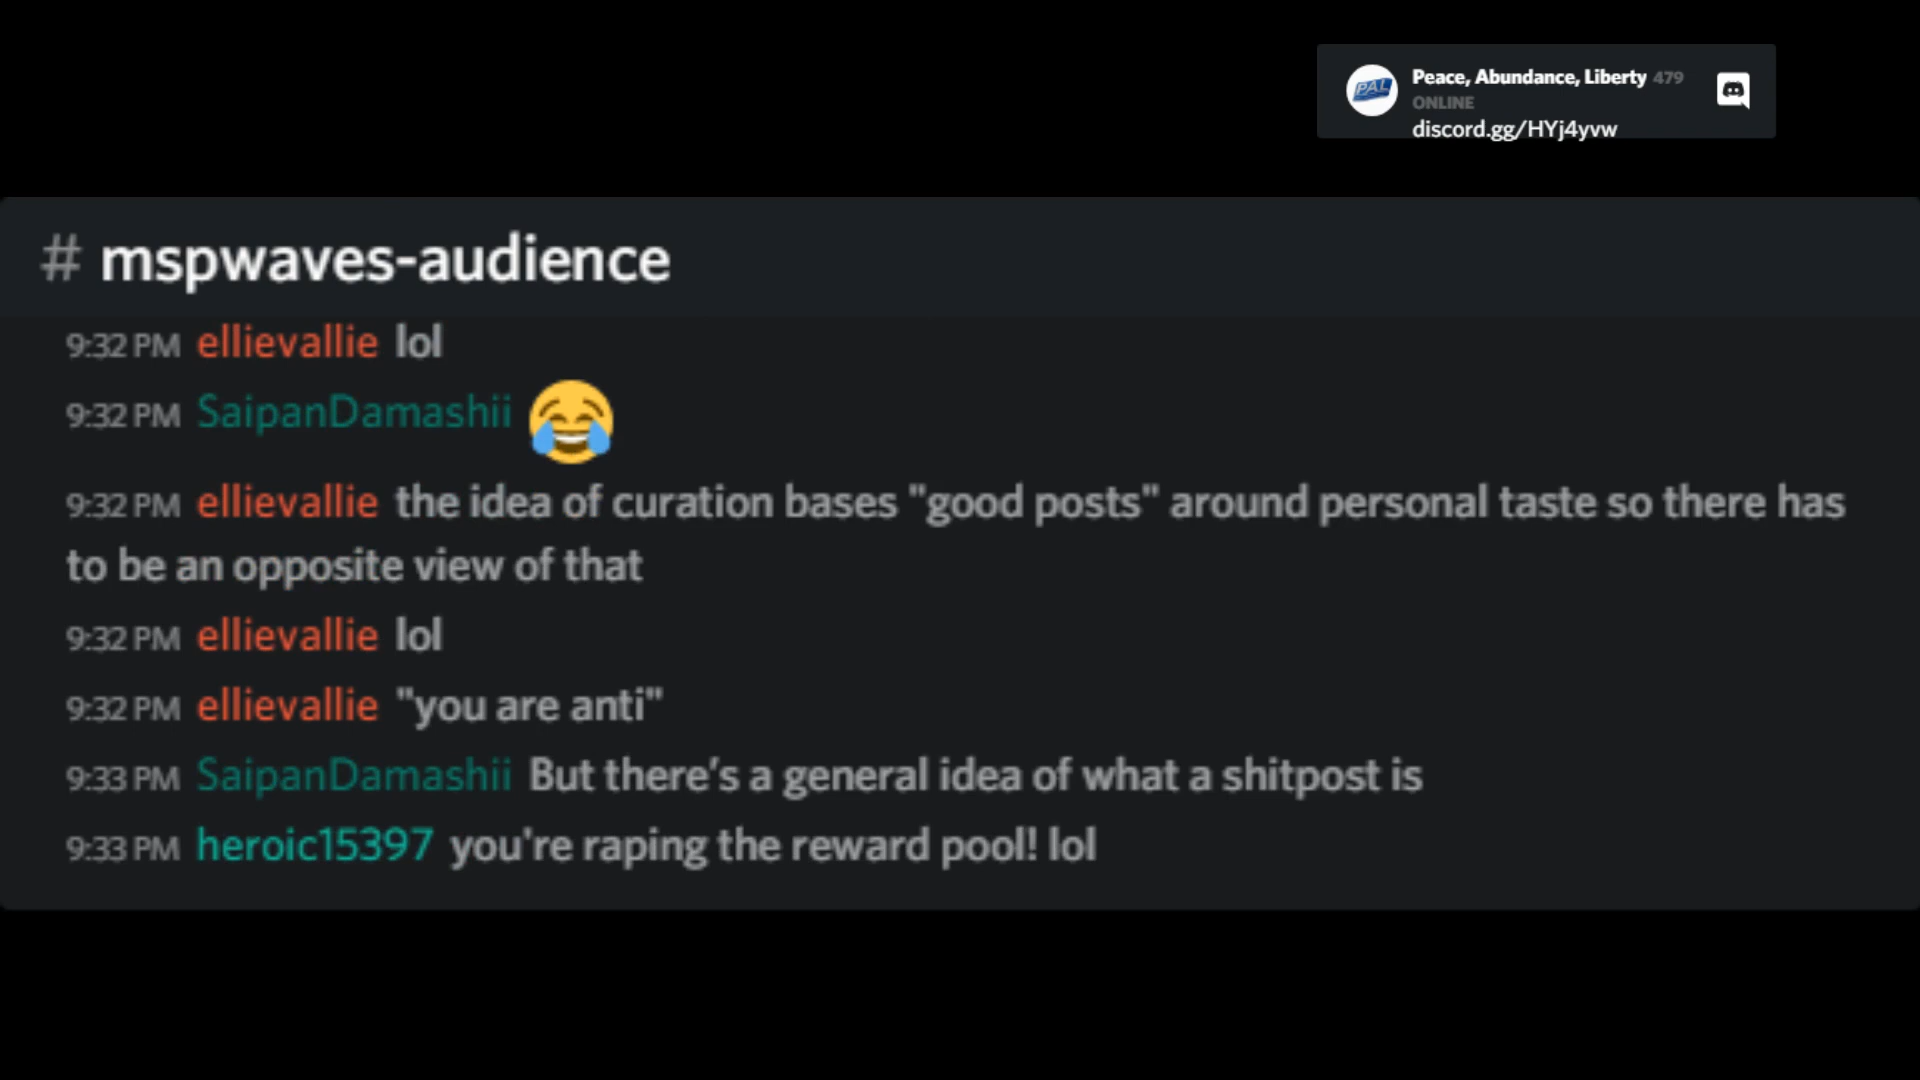 PAL
Peace, Abundance, Liberty 479
ONLINE
discord.gg/HYj4yvw
# mspwaves-audience
9:32 PM ellievallie lol
9:32 PM SaipanDamashii 😂
9:32 PM ellievallie the idea of curation bases "good posts" around personal taste so there has
to be an opposite view of that
9:32 PM ellievallie lol
9:32 PM ellievallie "you are anti"
9:33 PM SaipanDamashii But there's a general idea of what a shitpost is
9:33 PM heroic15397 you're raping the reward pool! lol